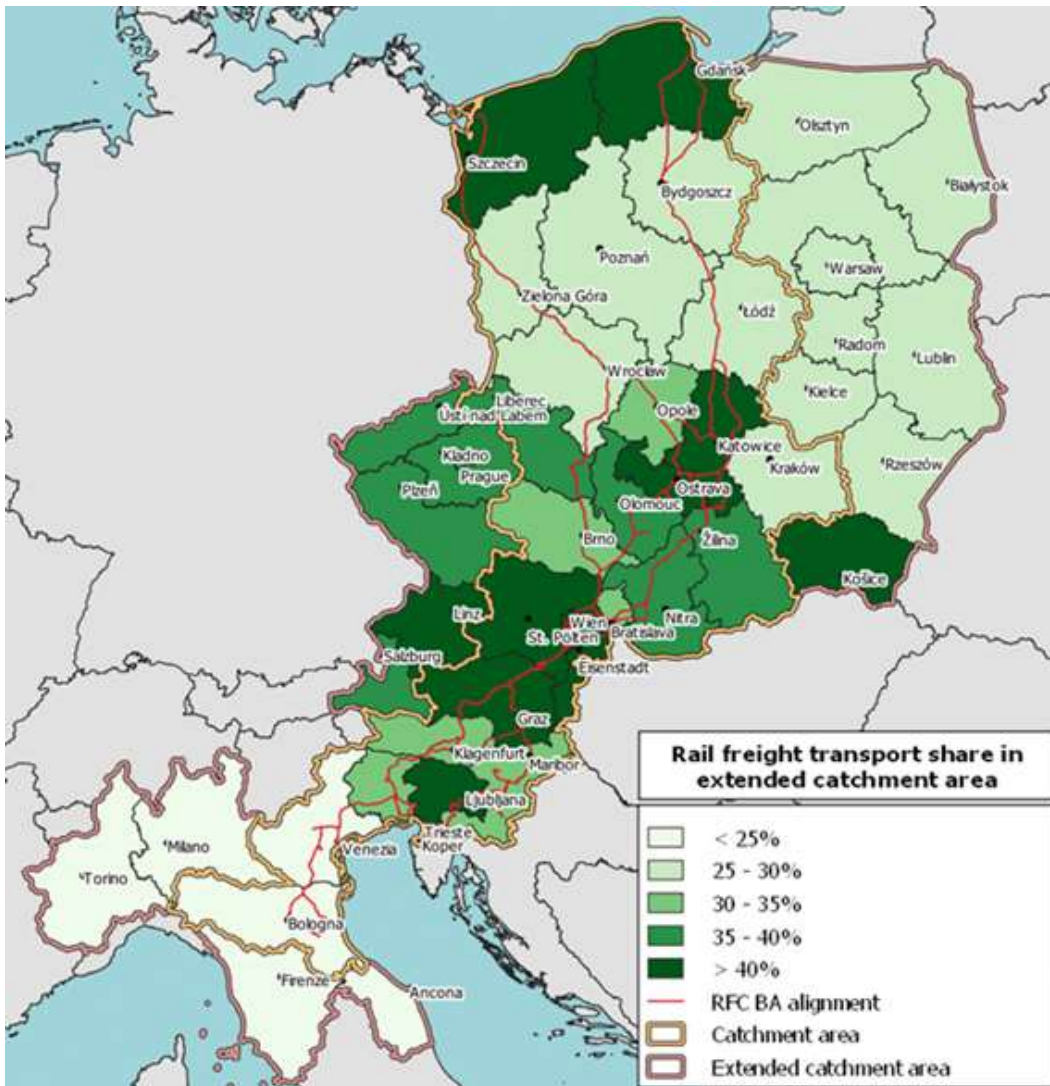 Gdańsk
Olsztyn
Szczecin
Białystok
Bydgoszcz
Poznań
Warsaw
Zielona Góra
Łódź
Radom
Lublin
Wrocław
Kielce
Liberec
Opole
Ústi nad Labem
Katowice
Kladno
Kraków
Rzeszów
Prague
Plzeń
Ostrava
Olomouc
Brno
Žilina
Košice
Linz
Nitra
Wien
Bratislava
St. Pölten
Salzburg
Eisenstadt
Graz
Klagenfurt
Maribor
Ljubljana
Trieste
Koper
Venezia
Milano
Torino
Bologna
Firenze
Ancona
Rail freight transport share in
extended catchment area
< 25%
25 - 30%
30 - 35%
35 - 40%
> 40%
RFC BA alignment
Catchment area
Extended catchment area